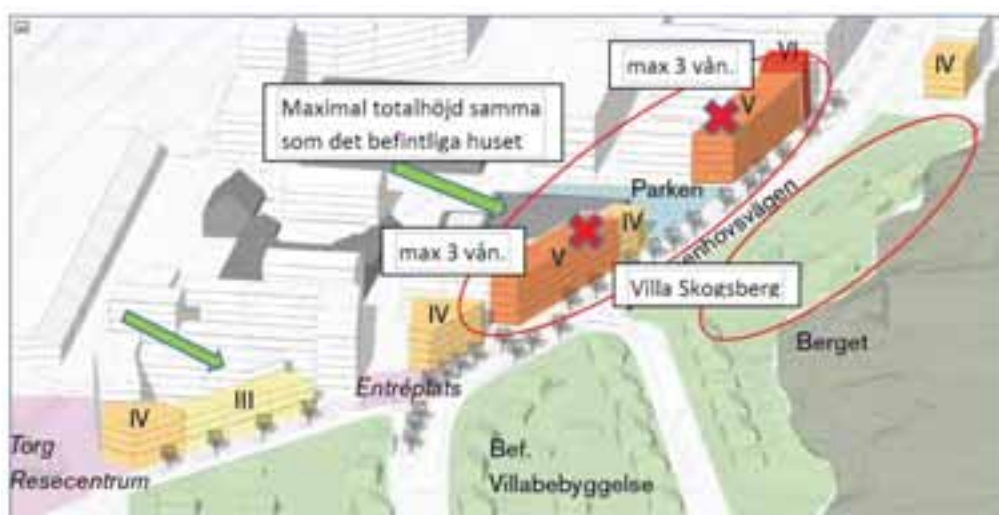 VI
max 3 vån.
IV
V
Maximal totalhöjd samma
som det befintliga huset
Parken
IV
max 3 vån.
V
Villa Skogsberg
IV
Berget
Entréplats
III
IV
Torg
Resecentrum
Bef.
Villabebyggelse